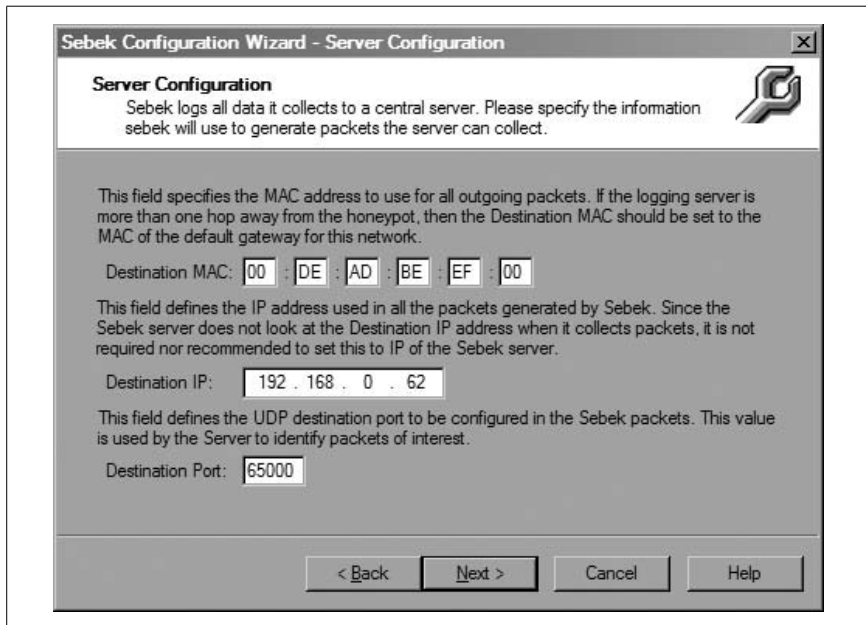 Sebek Configuration Wizard - Server Configuration
Server Configuration
Sebek logs all data it collects to a central server. Please specify the information
sebek will use to generate packets the server can collect.
This field specifies the MAC address to use for all outgoing packets. If the logging server is
more than one hop away from the honeypot, then the Destination MAC should be set to the
MAC of the default gateway for this network.
Destination MAC: 00 : DE : AD : BE : EF : 00
This field defines the IP address used in all the packets generated by Sebek. Since the
Sebek server does not look at the Destination IP address when it collects packets, it is not
required nor recommended to set this to IP of the Sebek server.
Destination IP: 192 . 168 . 0 . 62
This field defines the UDP destination port to be configured in the Sebek packets. This value
is used by the Server to identify packets of interest.
Destination Port: 65000
< Back Next > Cancel Help